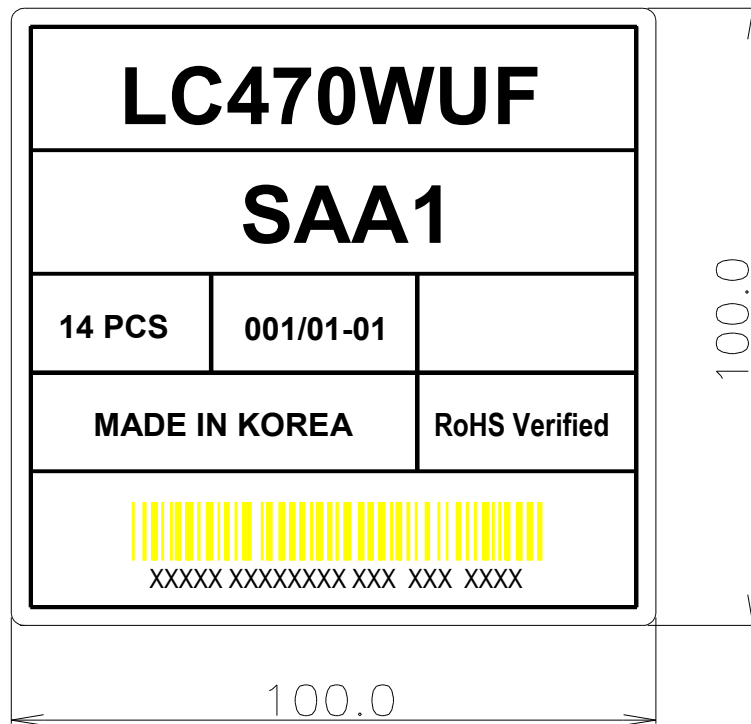 LC470WUF
SAA1
14 PCS 001/01-01
MADE IN KOREA RoHS Verified
XXXXX XXXXXXXX XXX XXX XXXX
100.0
100.0